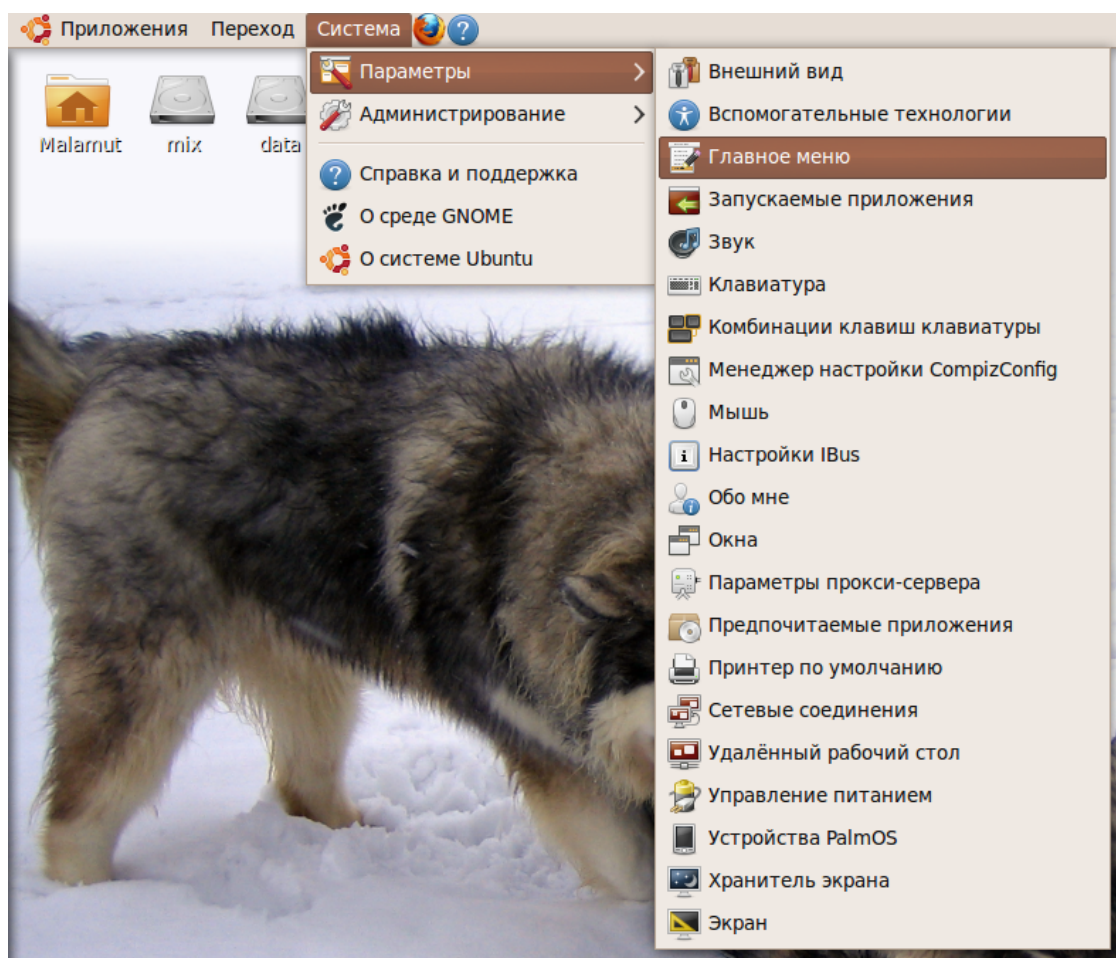 Приложения Переход Система
Malamut mix data
Параметры
Администрирование
Справка и поддержка
О среде GNOME
О системе Ubuntu
Внешний вид
Вспомогательные технологии
Главное меню
Запускаемые приложения
Звук
Клавиатура
Комбинации клавиш клавиатуры
Менеджер настройки CompizConfig
Мышь
Настройки IBus
Обо мне
Окна
Параметры прокси-сервера
Предпочитаемые приложения
Принтер по умолчанию
Сетевые соединения
Удалённый рабочий стол
Управление питанием
Устройства PalmOS
Хранитель экрана
Экран